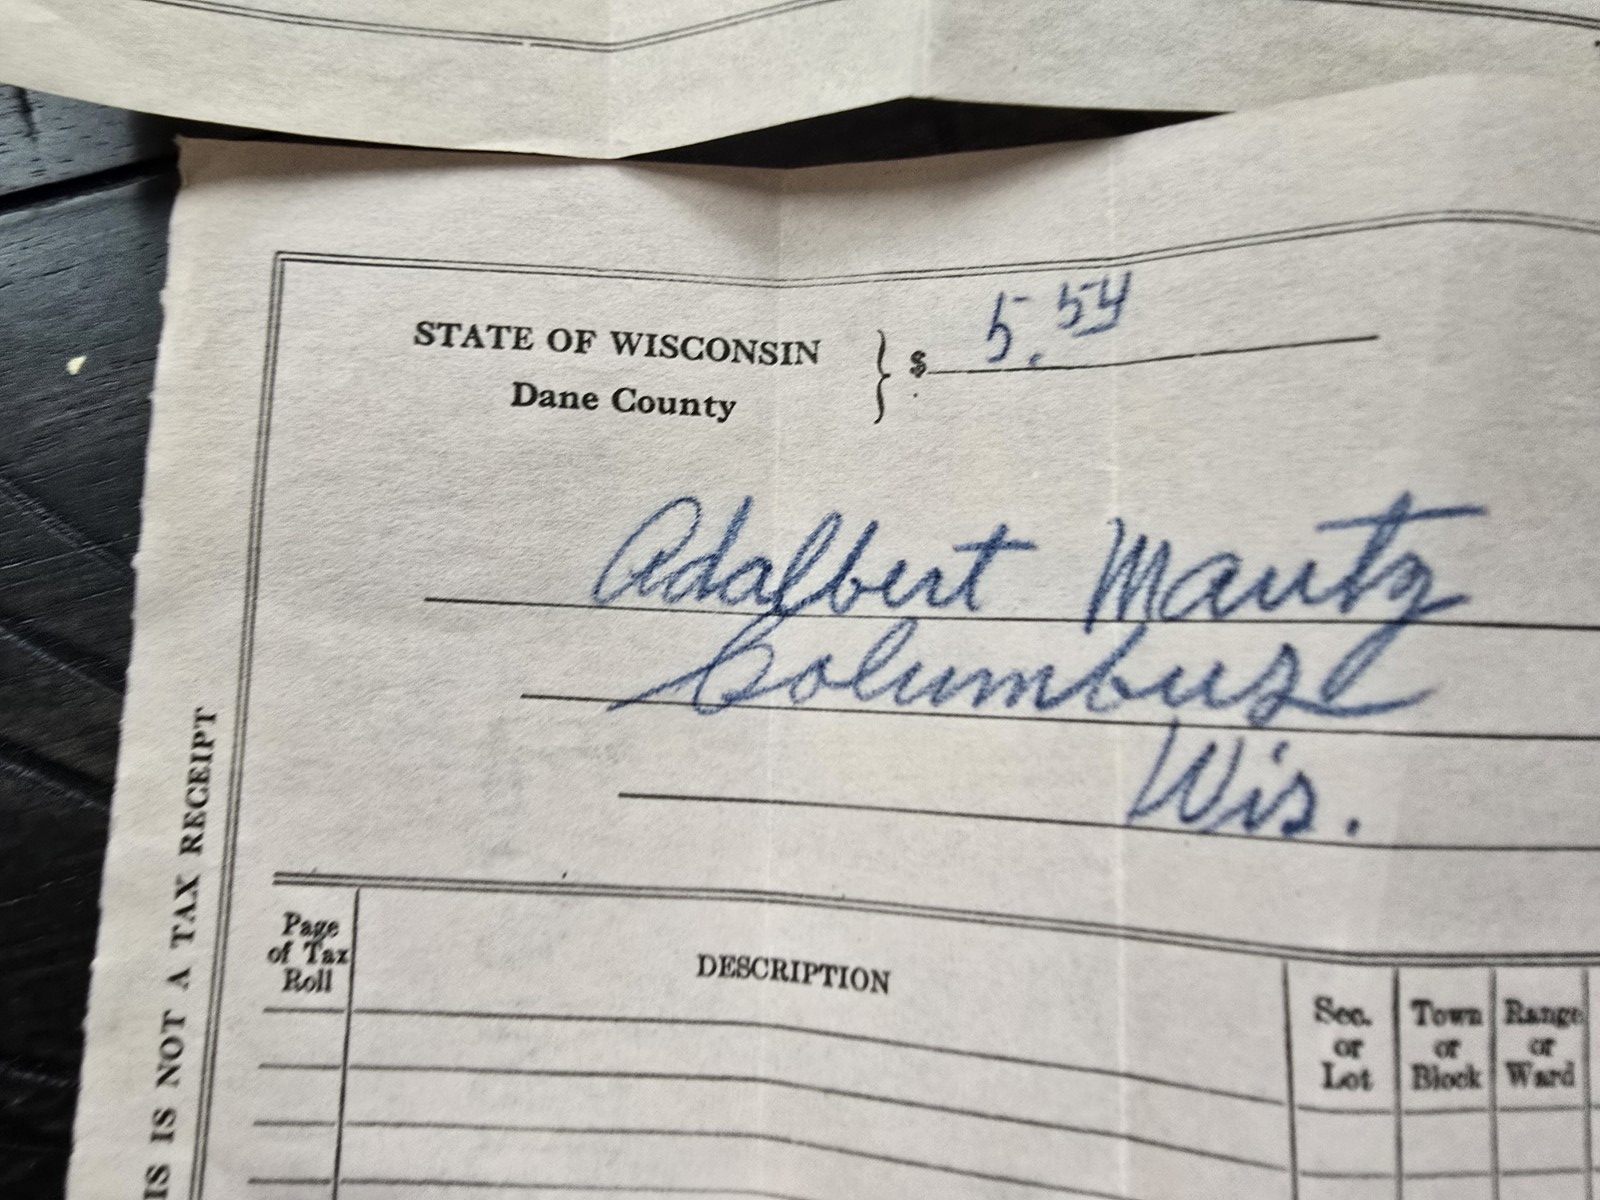 STATE OF WISCONSIN
Dane County
$ 5.54
Adalbert Mautz
Columbus
Wis.
IS IS NOT A TAX RECEIPT
Page
of Tax
Roll
DESCRIPTION
Sec.
or
Lot
Town
or
Block
Range
or
Ward